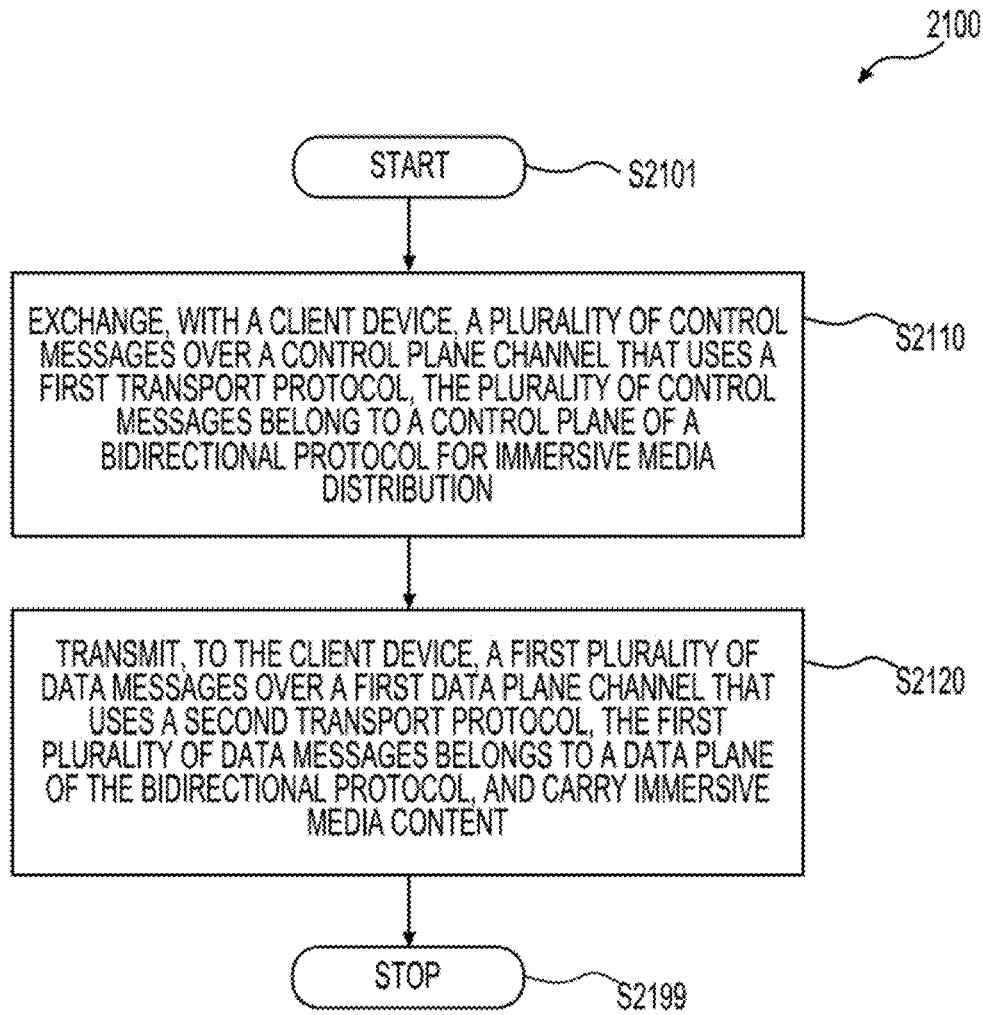 2100
START
S2101
EXCHANGE, WITH A CLIENT DEVICE, A PLURALITY OF CONTROL
MESSAGES OVER A CONTROL PLANE CHANNEL THAT USES A
FIRST TRANSPORT PROTOCOL, THE PLURALITY OF CONTROL
MESSAGES BELONG TO A CONTROL PLANE OF A
BIDIRECTIONAL PROTOCOL FOR IMMERSIVE MEDIA
DISTRIBUTION
S2110
TRANSMIT, TO THE CLIENT DEVICE, A FIRST PLURALITY OF
DATA MESSAGES OVER A FIRST DATA PLANE CHANNEL THAT
USES A SECOND TRANSPORT PROTOCOL, THE FIRST
PLURALITY OF DATA MESSAGES BELONGS TO A DATA PLANE
OF THE BIDIRECTIONAL PROTOCOL, AND CARRY IMMERSIVE
MEDIA CONTENT
S2120
STOP
S2199